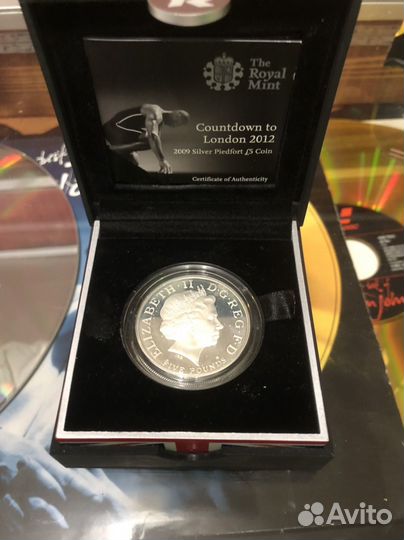 The
Royal
Mint
Countdown to
London 2012
2009 Silver Piedfort £5 Coin
Certificate of Authenticity
ELIZABETH·II·D·G·REG·F·D
FIVE POUNDS
Avito